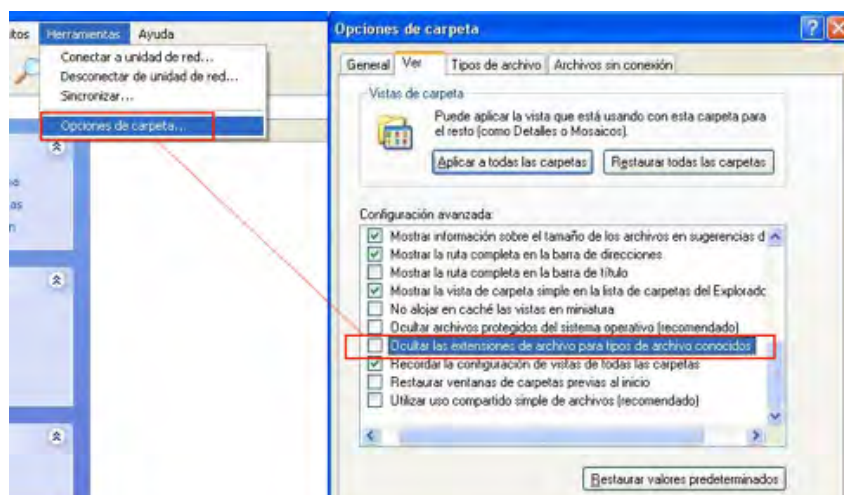 Herramientas Ayuda
Conectar a unidad de red...
Desconectar de unidad de red...
Sincronizar...
Opciones de carpeta...
Opciones de carpeta
General Ver Tipos de archivo Archivos sin conexión
Vistas de carpeta
Puede aplicar la vista que está usando con esta carpeta para
el resto (como Detalles o Mosaicos).
Aplicar a todas las carpetas Restaurar todas las carpetas
Configuración avanzada:
Mostrar información sobre el tamaño de los archivos en sugerencias d
Mostrar la ruta completa en la barra de direcciones
Mostrar la ruta completa en la barra de título
Mostrar la vista de carpeta simple en la lista de carpetas del Explorado
No alojar en caché las vistas en miniatura
Ocultar archivos protegidos del sistema operativo (recomendado)
Ocultar las extensiones de archivo para tipos de archivo conocidos
Recordar la configuración de vistas de todas las carpetas
Restaurar ventanas de carpetas previas al inicio
Utilizar uso compartido simple de archivos (recomendado)
Restaurar valores predeterminados